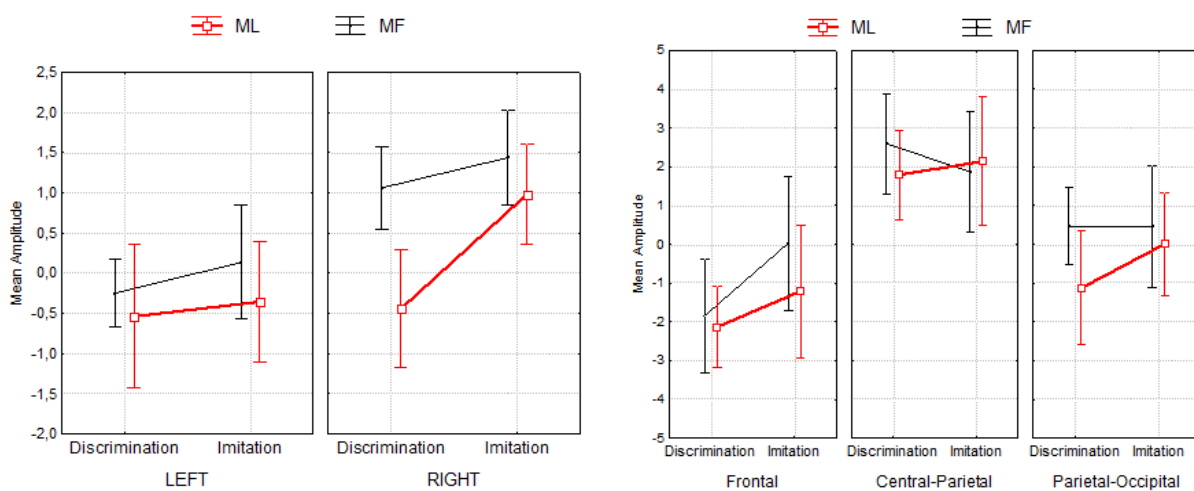 ML MF
Mean Amplitude
2,5
2,0
1,5
1,0
0,5
0,0
-0,5
-1,0
-1,5
-2,0
Discrimination Imitation
LEFT
Discrimination Imitation
RIGHT
ML MF
Mean Amplitude
5
4
3
2
1
0
-1
-2
-3
-4
-5
Discrimination Imitation
Frontal
Discrimination Imitation
Central-Parietal
Discrimination Imitation
Parietal-Occipital